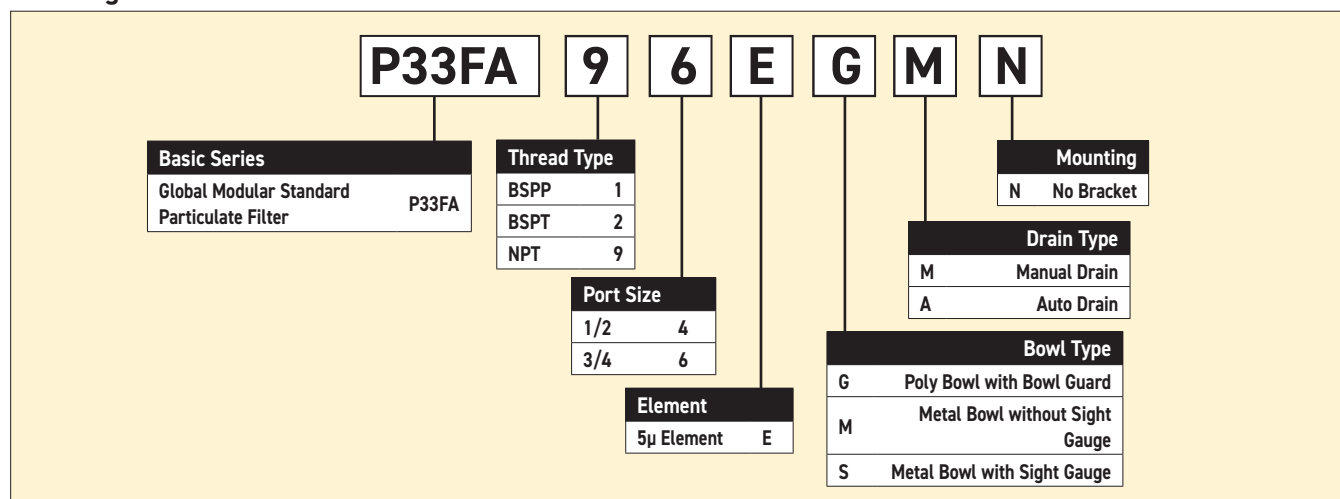 P33FA 9 6 E G M N
Basic Series
Global Modular Standard
Particulate Filter P33FA
Thread Type
BSPP 1
BSPT 2
NPT 9
Port Size
1/2 4
3/4 6
Element
5µ Element E
Mounting
N No Bracket
Drain Type
M Manual Drain
A Auto Drain
Bowl Type
G Poly Bowl with Bowl Guard
M Metal Bowl without Sight
Gauge
S Metal Bowl with Sight Gauge